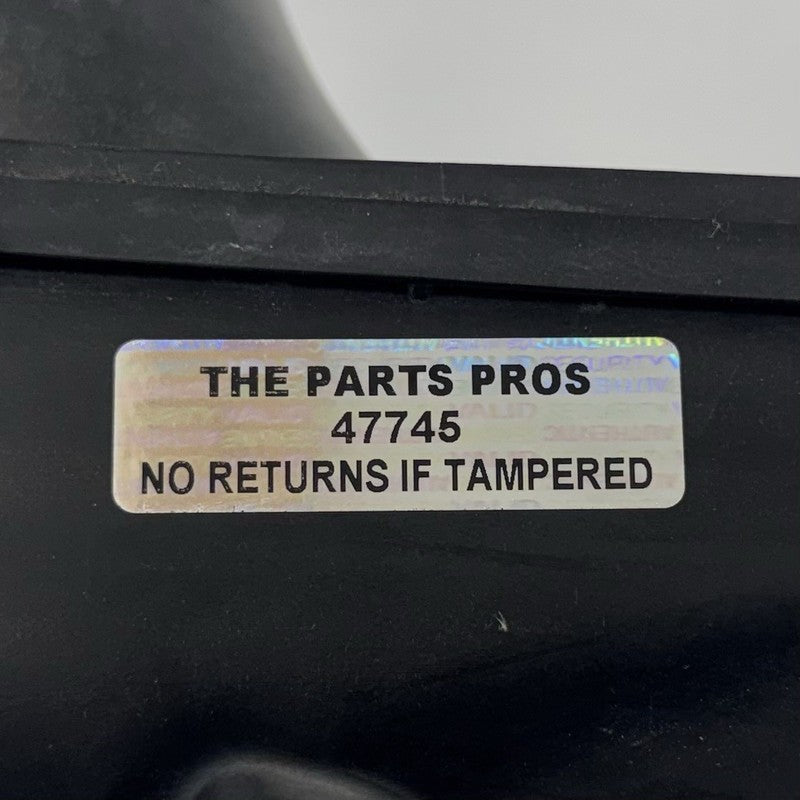 THE PARTS PROS
47745
NO RETURNS IF TAMPERED